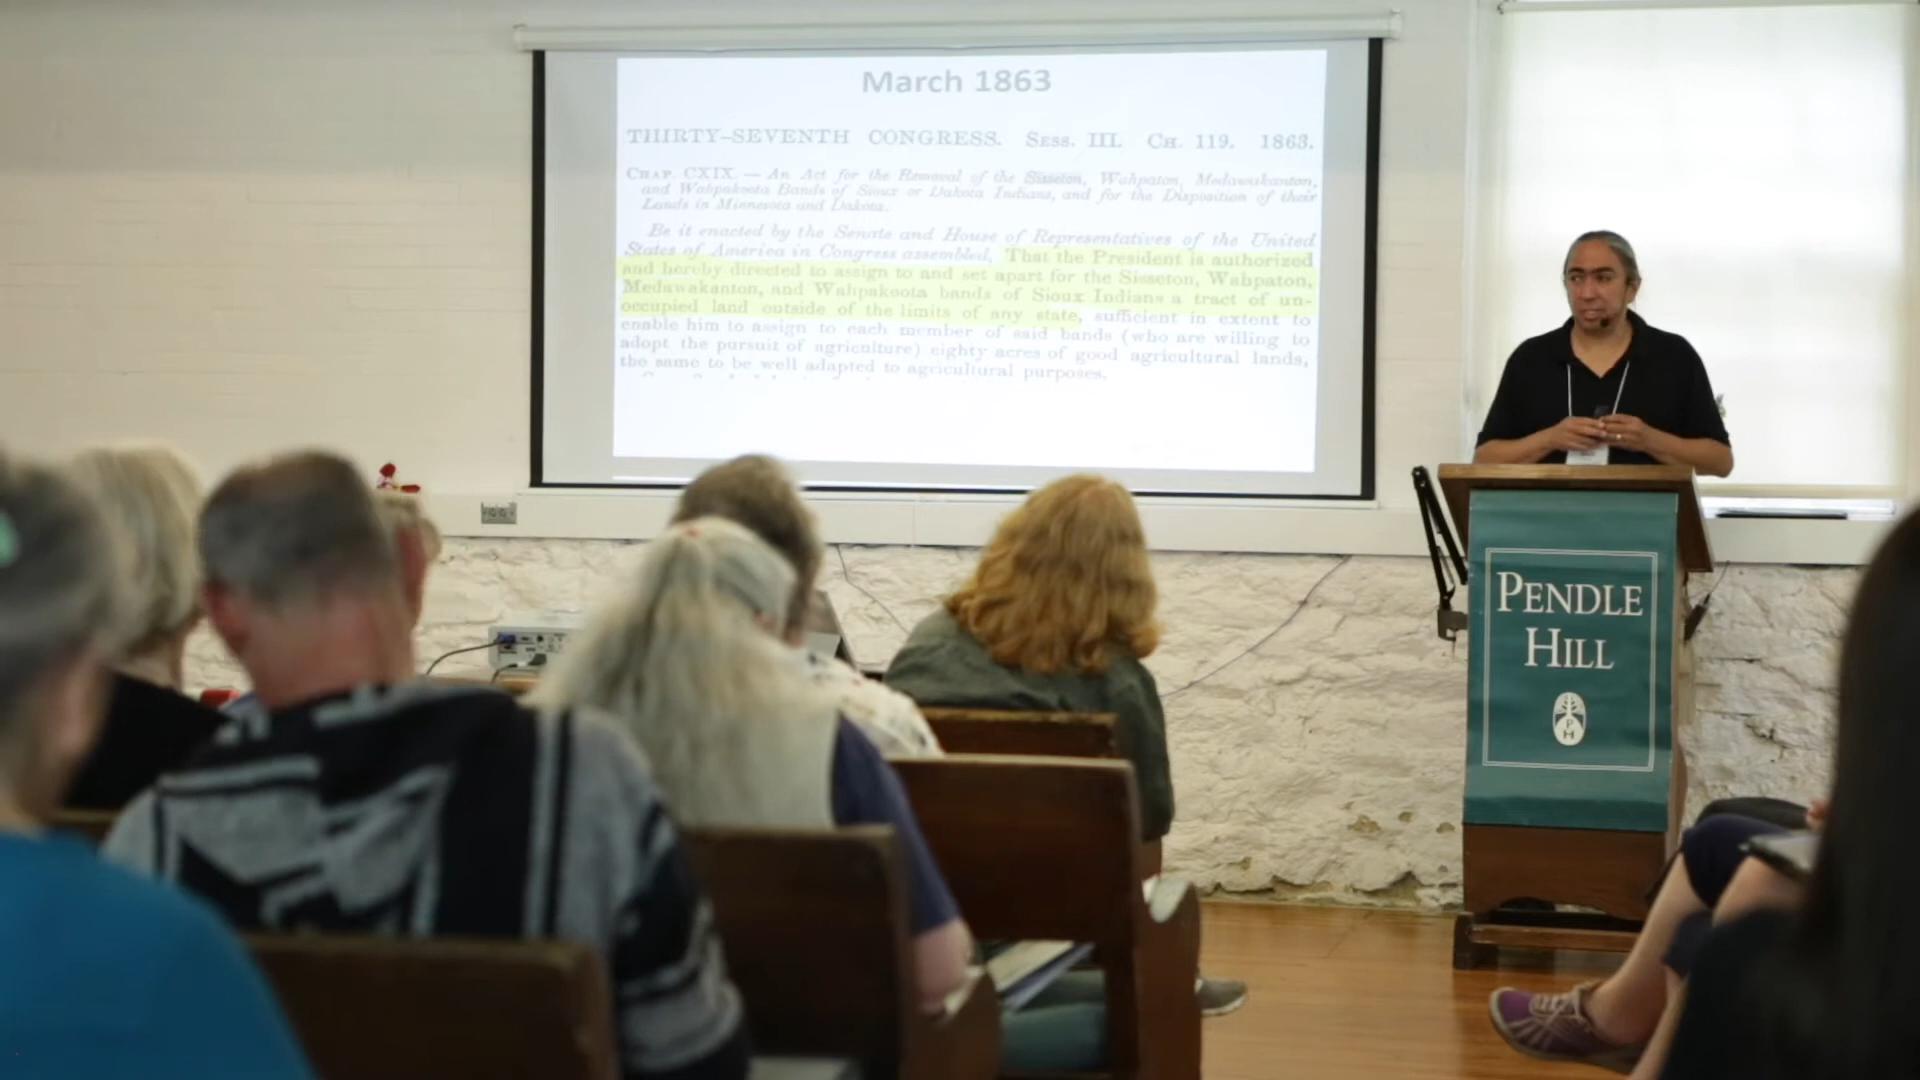 March 1863
THIRTY-SEVENTH CONGRESS. SESS. III. CH. 119. 1863.
CHAP. CXIX. — An Act for the Removal of the Sisseton, Wahpaton, Medawakanton,
and Wahpakoota Bands of Sioux or Dakota Indians, and for the Disposition of their
Lands in Minnesota and Dakota.
Be it enacted by the Senate and House of Representatives of the United
States of America in Congress assembled, That the President is authorized
and hereby directed to assign to and set apart for the Sisseton, Wahpaton,
Medawakanton, and Wahpakoota bands of Sioux Indians a tract of un-
occupied land outside of the limits of any state, sufficient in extent to
enable him to assign to each member of said bands (who are willing to
adopt the pursuit of agriculture) eighty acres of good agricultural lands,
the same to be well adapted to agricultural purposes.
PENDLE
HILL
P
H